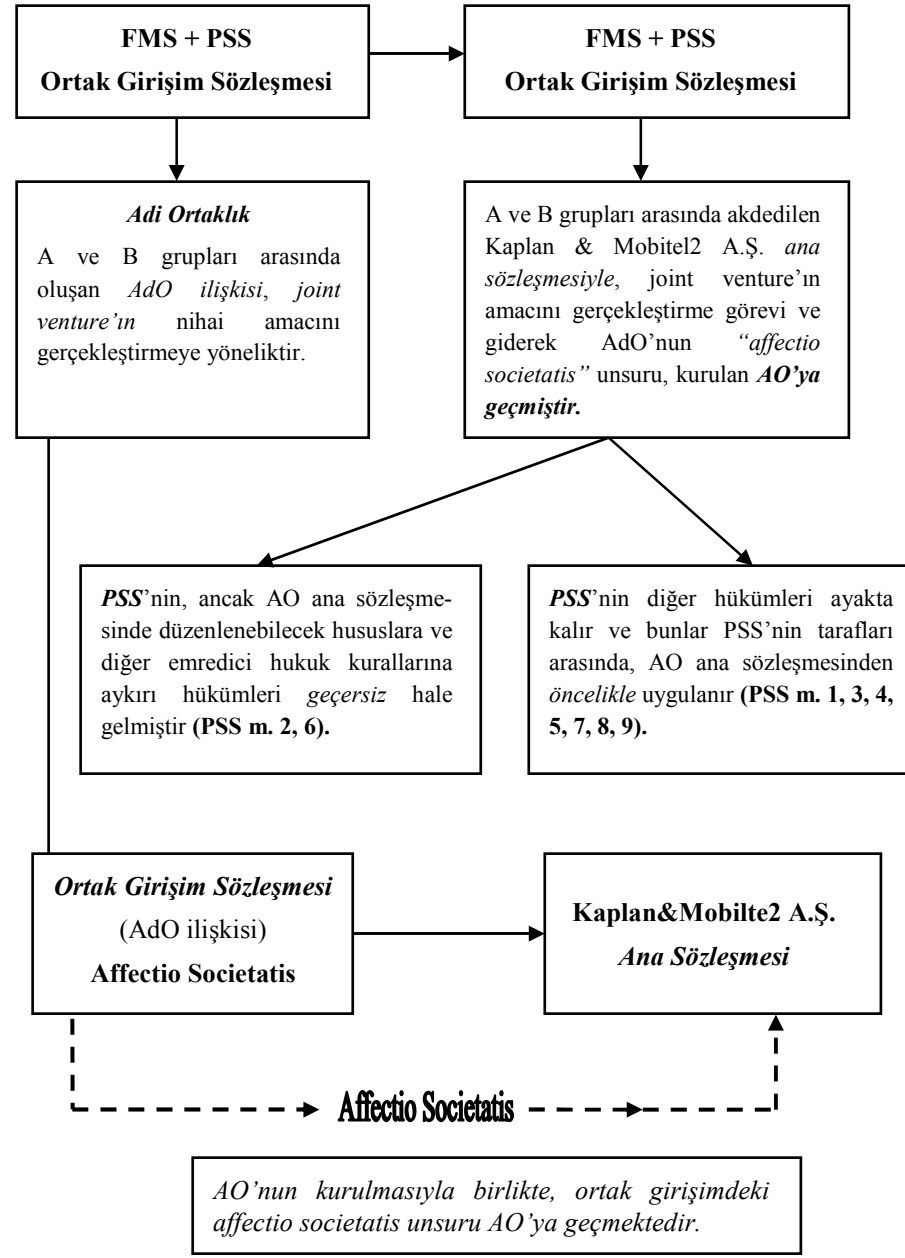 FMS + PSS
Ortak Girişim Sözleşmesi
FMS + PSS
Ortak Girişim Sözleşmesi
Adi Ortaklık
A ve B grupları arasında
oluşan AdO ilişkisi, joint
venture’ın nihai amacını
gerçekleştirmeye yöneliktir.
A ve B grupları arasında akdedilen
Kaplan & Mobitel2 A.Ş. ana
sözleşmesiyle, joint venture’ın
amacını gerçekleştirme görevi ve
giderek AdO’nun “affectio
societatis” unsuru, kurulan AO’ya
geçmiştir.
PSS’nin, ancak AO ana sözleşme-
sinde düzenlenebilecek hususlara ve
diğer emredici hukuk kurallarına
aykırı hükümleri geçersiz hale
gelmiştir (PSS m. 2, 6).
PSS’nin diğer hükümleri ayakta
kalır ve bunlar PSS’nin tarafları
arasında, AO ana sözleşmesinden
öncelikle uygulanır (PSS m. 1, 3, 4,
5, 7, 8, 9).
Ortak Girişim Sözleşmesi
(AdO ilişkisi)
Affectio Societatis
Kaplan&Mobilte2 A.Ş.
Ana Sözleşmesi
Affectio Societatis
AO’nun kurulmasıyla birlikte, ortak girişimdeki
affectio societatis unsuru AO’ya geçmektedir.